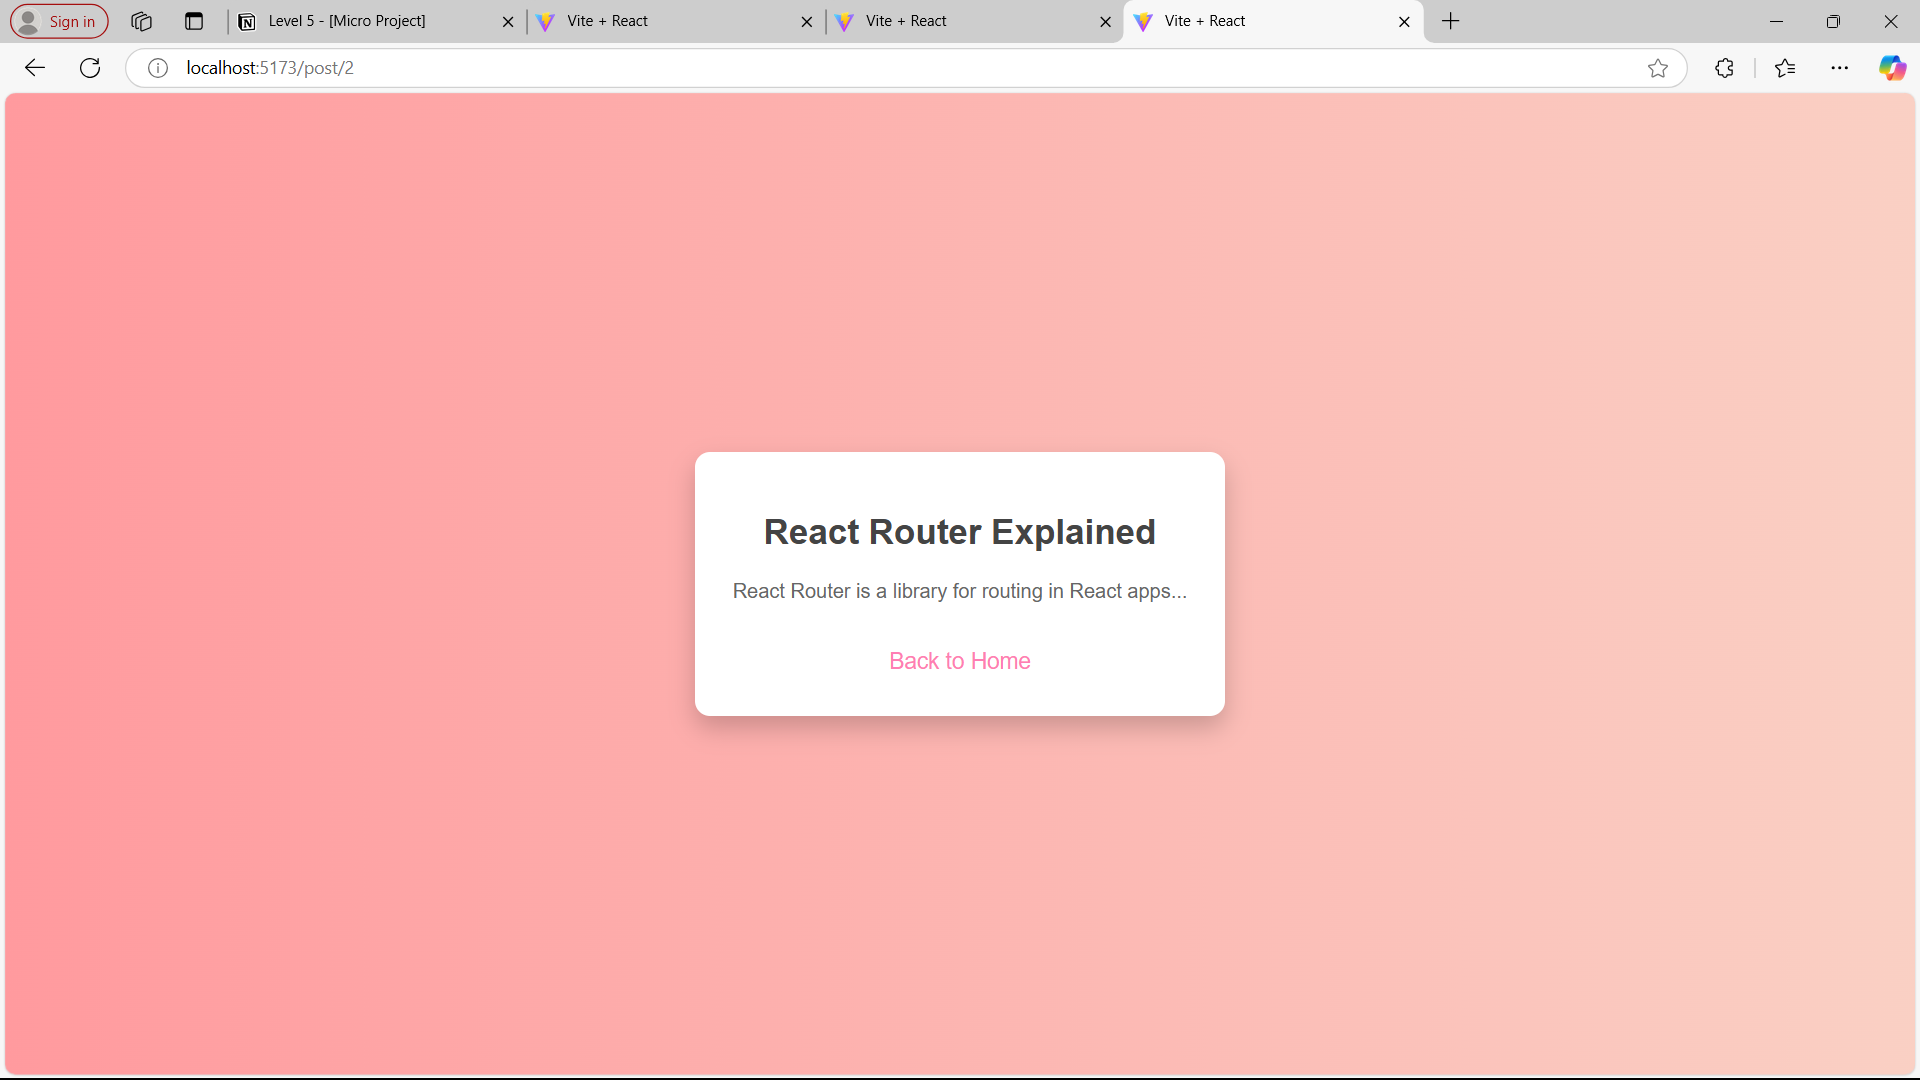 Sign in
Level 5 - [Micro Project]
Vite + React
Vite + React
Vite + React
localhost:5173/post/2
React Router Explained
React Router is a library for routing in React apps...
Back to Home